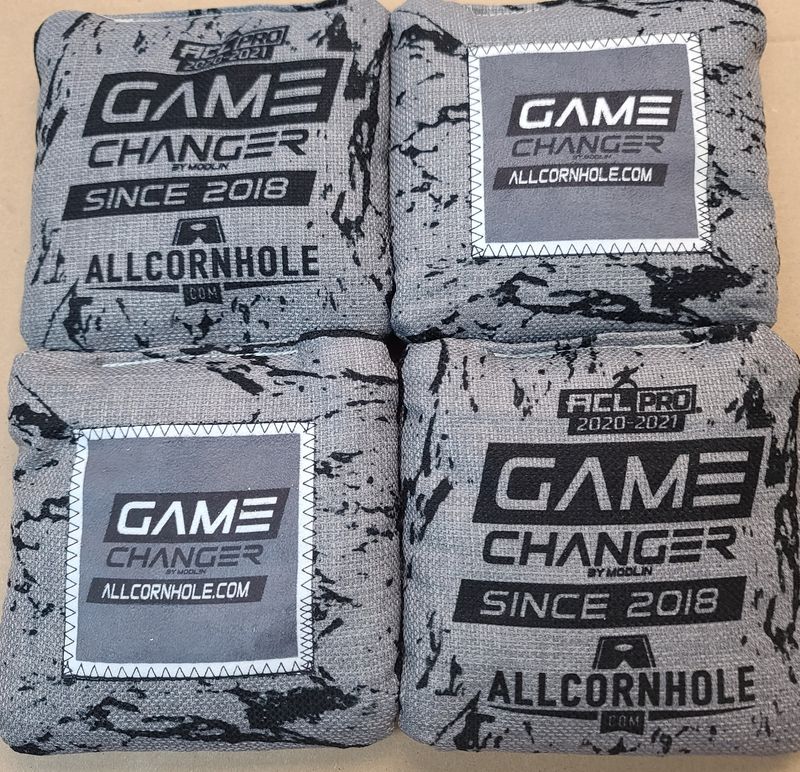 ACL PRO
2020-2021
GAME
CHANGER
BY MODLIN
SINCE 2018
ALLCORNHOLE
.COM
GAME
CHANGER
BY MODLIN
ALLCORNHOLE.COM
GAME
CHANGER
BY MODLIN
ALLCORNHOLE.COM
ACL PRO
2020-2021
GAME
CHANGER
BY MODLIN
SINCE 2018
ALLCORNHOLE
.COM